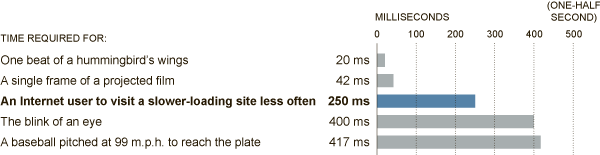 MILLISECONDS
(ONE-HALF
SECOND)
TIME REQUIRED FOR:
0 100 200 300 400 500
One beat of a hummingbird's wings 20 ms
A single frame of a projected film 42 ms
An Internet user to visit a slower-loading site less often 250 ms
The blink of an eye 400 ms
A baseball pitched at 99 m.p.h. to reach the plate 417 ms